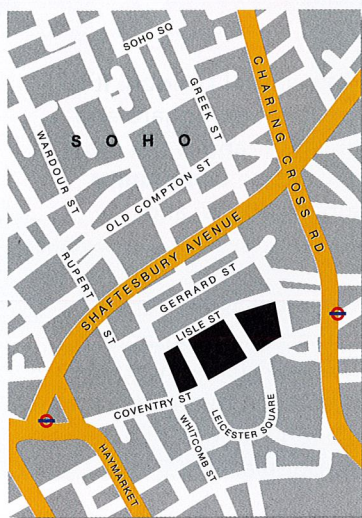 SOHO SQ
CHARING CROSS RD
GREEK ST
WARDOUR ST
SOHO
OLD COMPTON ST
SHAFTESBURY AVENUE
RUPERT ST
GERRARD ST
LISLE ST
COVENTRY ST
LEICESTER SQUARE
WHITCOMB ST
HAYMARKET